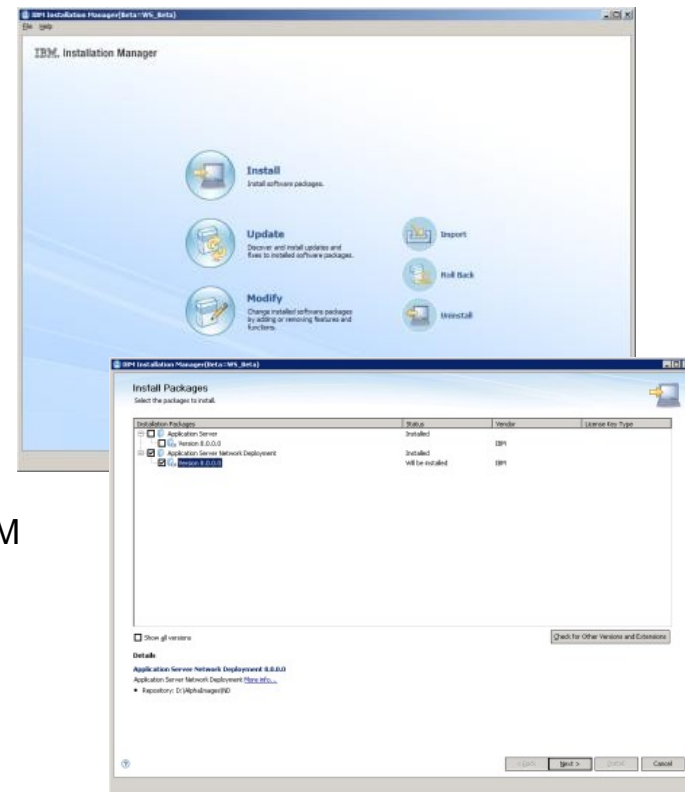 IBM Installation Manager(Beta=WS_Beta)
File Help
IBM. Installation Manager
Install
Install software packages.
Update
Discover and install updates and
fixes to installed software packages.
Modify
Change installed software packages
by adding or removing features and
functions.
Import
Roll Back
Uninstall
M
IBM Installation Manager(Beta=WS_Beta)
Install Packages
Select the packages to install.
Installation Packages Status Vendor License Key Type
Application Server Installed
Version 8.0.0.0 IBM
Application Server Network Deployment Installed
Version 8.0.0.0 Will be installed IBM
Show all versions
Check for Other Versions and Extensions
Details
Application Server Network Deployment 8.0.0.0
Application Server Network Deployment More info...
Repository: D:\AlphaImages\ND
< Back Next > Install Cancel